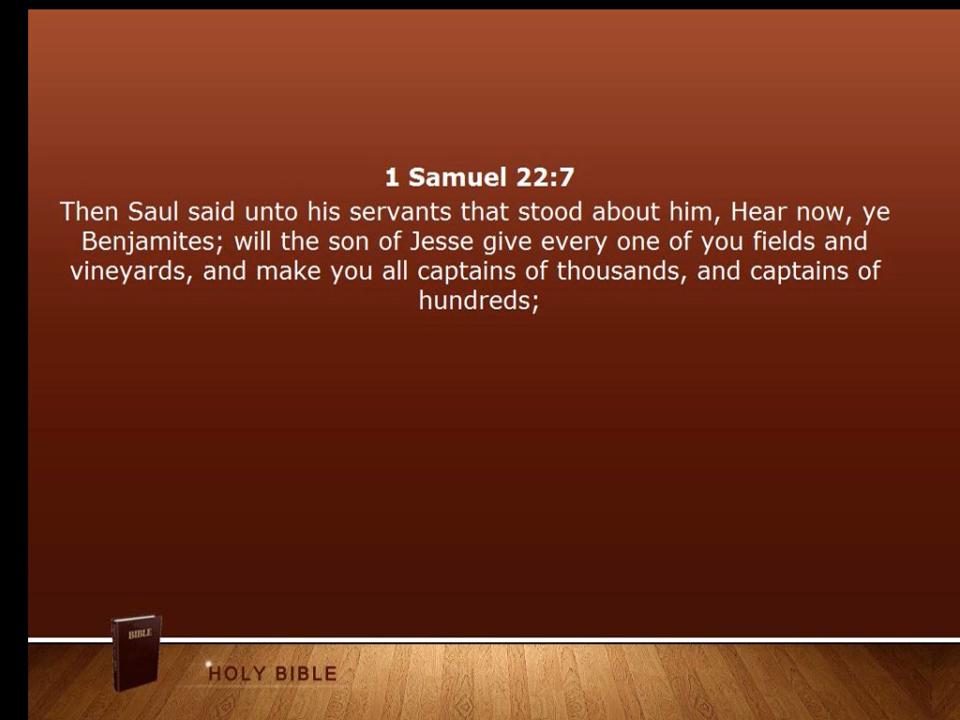 1 Samuel 22:7
Then Saul said unto his servants that stood about him, Hear now, ye
Benjamites; will the son of Jesse give every one of you fields and
vineyards, and make you all captains of thousands, and captains of
hundreds;
BIBLE
HOLY BIBLE